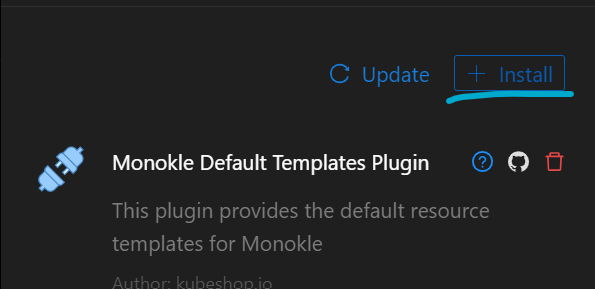 Update
Install
Monokle Default Templates Plugin
This plugin provides the default resource
templates for Monokle
Author: kubeshop.io